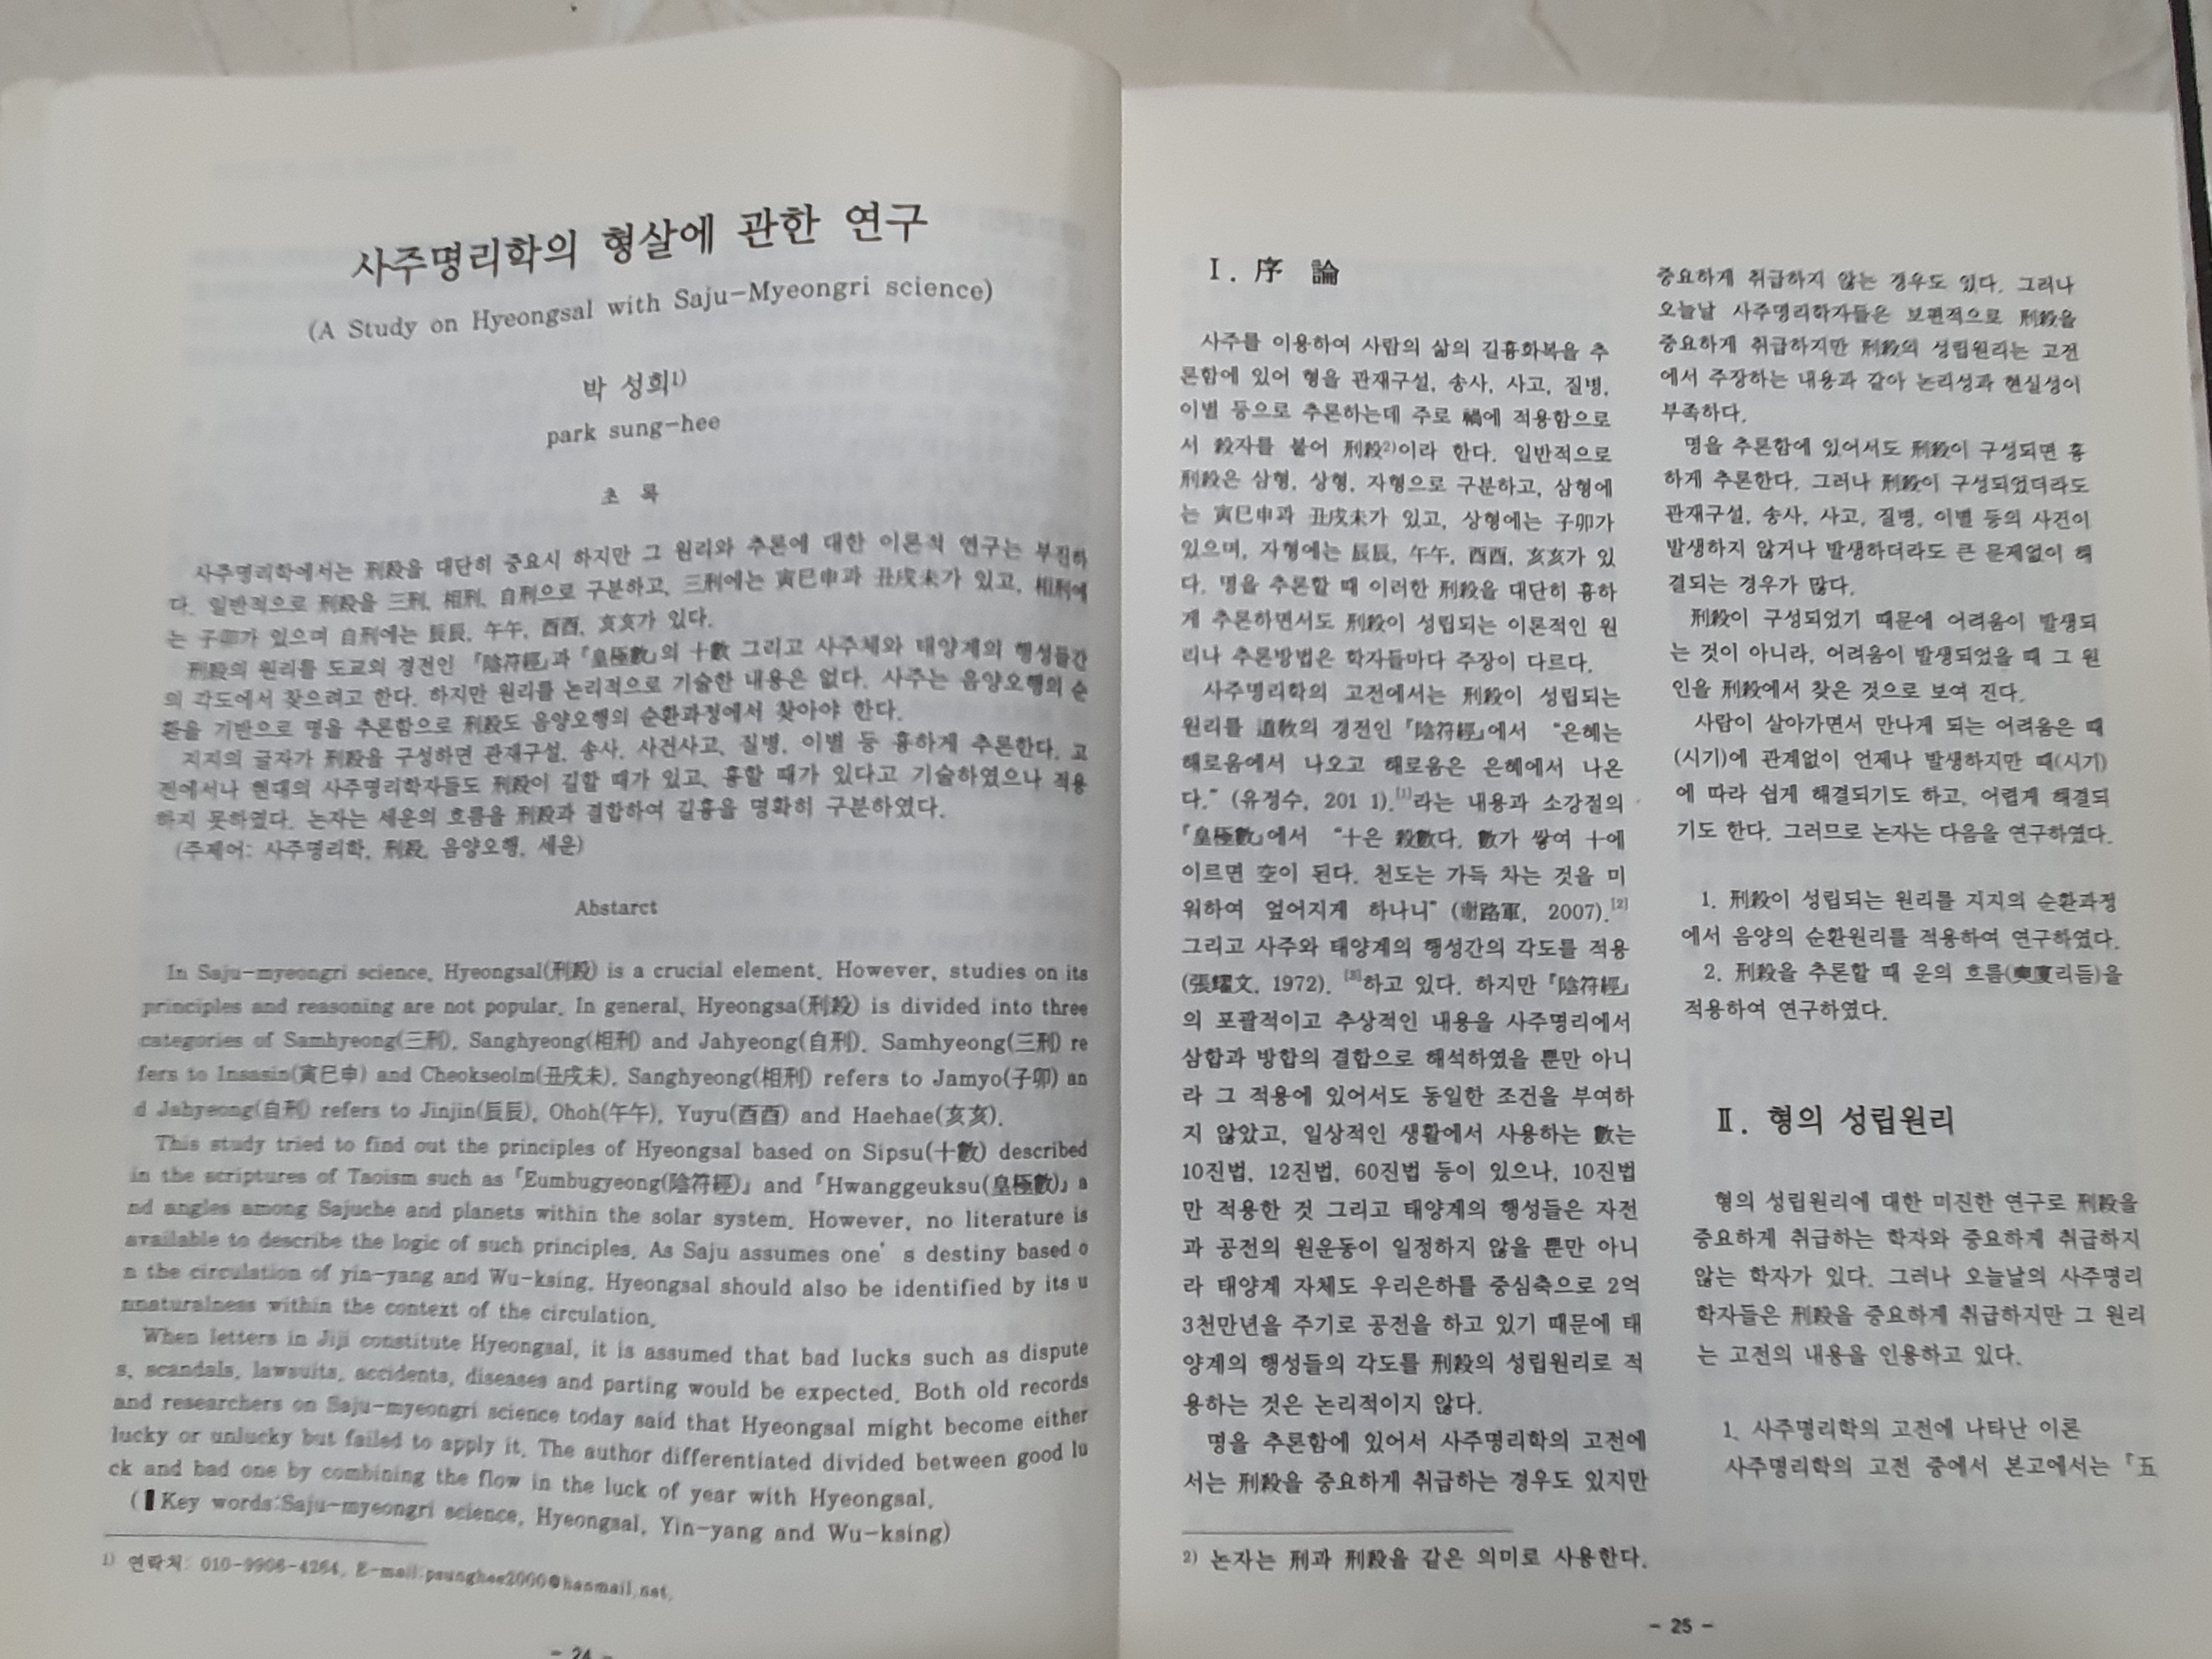 사주명리학의 형살에 관한 연구
(A Study on Hyeongsal with Saju-Myeongri science)
박 성희1)
park sung-hee
초 록
사주명리학에서는 刑殺을 대단히 중요시 하지만 그 원리와 추론에 대한 이론적 연구는 부진하
다. 일반적으로 刑殺을 三刑, 相刑, 自刑으로 구분하고, 三刑에는 寅巳申과 丑戌未가 있고, 相刑에
는 子卯가 있으며 自刑에는 辰辰, 午午, 酉酉, 亥亥가 있다.
刑殺의 원리를 도교의 경전인 「陰符經」과 「皇極數」의 十數 그리고 사주체와 태양계의 행성들간
의 각도에서 찾으려고 한다. 하지만 원리를 논리적으로 기술한 내용은 없다. 사주는 음양오행의 순
환을 기반으로 명을 추론함으로 刑殺도 음양오행의 순환과정에서 찾아야 한다.
지지의 글자가 刑殺을 구성하면 관재구설, 송사, 사건사고, 질병, 이별 등 흉하게 추론한다. 고
전에서나 현대의 사주명리학자들도 刑殺이 길할 때가 있고, 흉할 때가 있다고 기술하였으나 적용
하지 못하였다. 논자는 세운의 흐름을 刑殺과 결합하여 길흉을 명확히 구분하였다.
(주제어: 사주명리학, 刑殺, 음양오행, 세운)
Abstarct
In Saju-myeongri science, Hyeongsal(刑殺) is a crucial element. However, studies on its
principles and reasoning are not popular. In general, Hyeongsa(刑殺) is divided into three
categories of Samhyeong(三刑), Sanghyeong(相刑) and Jahyeong(自刑). Samhyeong(三刑) re
fers to Insasin(寅巳申) and Cheokseolm(丑戌未), Sanghyeong(相刑) refers to Jamyo(子卯) an
d Jahyeong(自刑) refers to Jinjin(辰辰), Ohoh(午午), Yuyu(酉酉) and Haehae(亥亥).
This study tried to find out the principles of Hyeongsal based on Sipsu(十數) described
in the scriptures of Taoism such as 「Eumbugyeong(陰符經)」 and 「Hwanggeuksu(皇極數)」 a
nd angles among Sajuche and planets within the solar system. However, no literature is
available to describe the logic of such principles. As Saju assumes one's destiny based o
n the circulation of yin-yang and Wu-ksing, Hyeongsal should also be identified by its u
nnaturalness within the context of the circulation.
When letters in Jiji constitute Hyeongsal, it is assumed that bad lucks such as dispute
s, scandals, lawsuits, accidents, diseases and parting would be expected. Both old records
and researchers on Saju-myeongri science today said that Hyeongsal might become either
lucky or unlucky but failed to apply it. The author differentiated divided between good lu
ck and bad one by combining the flow in the luck of year with Hyeongsal.
(▌Key words:Saju-myeongri science, Hyeongsal, Yin-yang and Wu-ksing)
1) 연락처: 010-9906-4264, E-mail:psunghee2000@hanmail.net.
- 24 -
Ⅰ. 序 論
사주를 이용하여 사람의 삶의 길흉화복을 추
론함에 있어 형을 관재구설, 송사, 사고, 질병,
이별 등으로 추론하는데 주로 禍에 적용함으로
서 殺자를 붙어 刑殺2)이라 한다. 일반적으로
刑殺은 삼형, 상형, 자형으로 구분하고, 삼형에
는 寅巳申과 丑戌未가 있고, 상형에는 子卯가
있으며, 자형에는 辰辰, 午午, 酉酉, 亥亥가 있
다. 명을 추론할 때 이러한 刑殺을 대단히 흉하
게 추론하면서도 刑殺이 성립되는 이론적인 원
리나 추론방법은 학자들마다 주장이 다르다.
사주명리학의 고전에서는 刑殺이 성립되는
원리를 道敎의 경전인 「陰符經」에서 “은혜는
해로움에서 나오고 해로움은 은혜에서 나온
다.” (유정수, 201 1).[1]라는 내용과 소강절의
「皇極數」에서 “十은 殺數다. 數가 쌓여 十에
이르면 空이 된다. 천도는 가득 차는 것을 미
워하여 엎어지게 하나니” (謝路軍, 2007).[2]
그리고 사주와 태양계의 행성간의 각도를 적용
(張耀文, 1972). [3]하고 있다. 하지만 「陰符經」
의 포괄적이고 추상적인 내용을 사주명리에서
삼합과 방합의 결합으로 해석하였을 뿐만 아니
라 그 적용에 있어서도 동일한 조건을 부여하
지 않았고, 일상적인 생활에서 사용하는 數는
10진법, 12진법, 60진법 등이 있으나, 10진법
만 적용한 것 그리고 태양계의 행성들은 자전
과 공전의 원운동이 일정하지 않을 뿐만 아니
라 태양계 자체도 우리은하를 중심축으로 2억
3천만년을 주기로 공전을 하고 있기 때문에 태
양계의 행성들의 각도를 刑殺의 성립원리로 적
용하는 것은 논리적이지 않다.
명을 추론함에 있어서 사주명리학의 고전에
서는 刑殺을 중요하게 취급하는 경우도 있지만
중요하게 취급하지 않는 경우도 있다. 그러나
오늘날 사주명리학자들은 보편적으로 刑殺을
중요하게 취급하지만 刑殺의 성립원리는 고전
에서 주장하는 내용과 같아 논리성과 현실성이
부족하다.
명을 추론함에 있어서도 刑殺이 구성되면 흉
하게 추론한다. 그러나 刑殺이 구성되었더라도
관재구설, 송사, 사고, 질병, 이별 등의 사건이
발생하지 않거나 발생하더라도 큰 문제없이 해
결되는 경우가 많다.
刑殺이 구성되었기 때문에 어려움이 발생되
는 것이 아니라, 어려움이 발생되었을 때 그 원
인을 刑殺에서 찾은 것으로 보여 진다.
사람이 살아가면서 만나게 되는 어려움은 때
(시기)에 관계없이 언제나 발생하지만 때(시기)
에 따라 쉽게 해결되기도 하고, 어렵게 해결되
기도 한다. 그러므로 논자는 다음을 연구하였다.
1. 刑殺이 성립되는 원리를 지지의 순환과정
에서 음양의 순환원리를 적용하여 연구하였다.
2. 刑殺을 추론할 때 운의 흐름(리듬)을
적용하여 연구하였다.
Ⅱ. 형의 성립원리
형의 성립원리에 대한 미진한 연구로 刑殺을
중요하게 취급하는 학자와 중요하게 취급하지
않는 학자가 있다. 그러나 오늘날의 사주명리
학자들은 刑殺을 중요하게 취급하지만 그 원리
는 고전의 내용을 인용하고 있다.
1. 사주명리학의 고전에 나타난 이론
사주명리학의 고전 중에서 본고에서는 「五
2) 논자는 刑과 刑殺을 같은 의미로 사용한다.
- 25 -